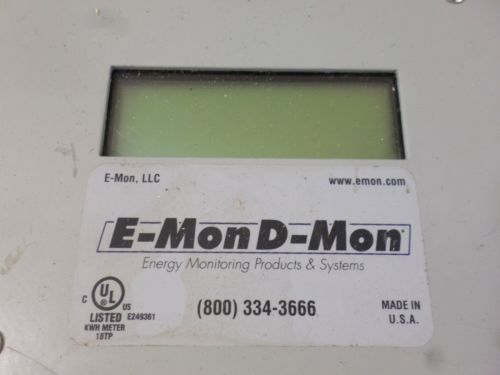 E-Mon, LLC www.emon.com
E-Mon D-Mon®
Energy Monitoring Products & Systems
C UL ® US
LISTED E249361
KWH METER
18TP
(800) 334-3666
MADE IN
U.S.A.